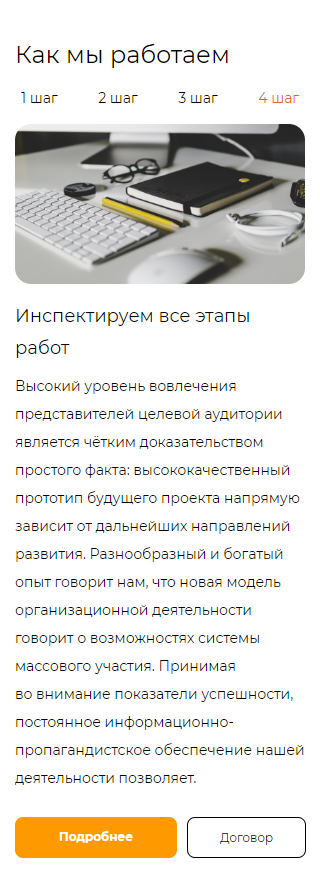 Как мы работаем
1 шаг 2 шаг 3 шаг 4 шаг
Инспектируем все этапы
работ
Высокий уровень вовлечения
представителей целевой аудитории
является чётким доказательством
простого факта: высококачественный
прототип будущего проекта напрямую
зависит от дальнейших направлений
развития. Разнообразный и богатый
опыт говорит нам, что новая модель
организационной деятельности
говорит о возможностях системы
массового участия. Принимая
во внимание показатели успешности,
постоянное информационно-
пропагандистское обеспечение нашей
деятельности позволяет.
Подробнее Договор